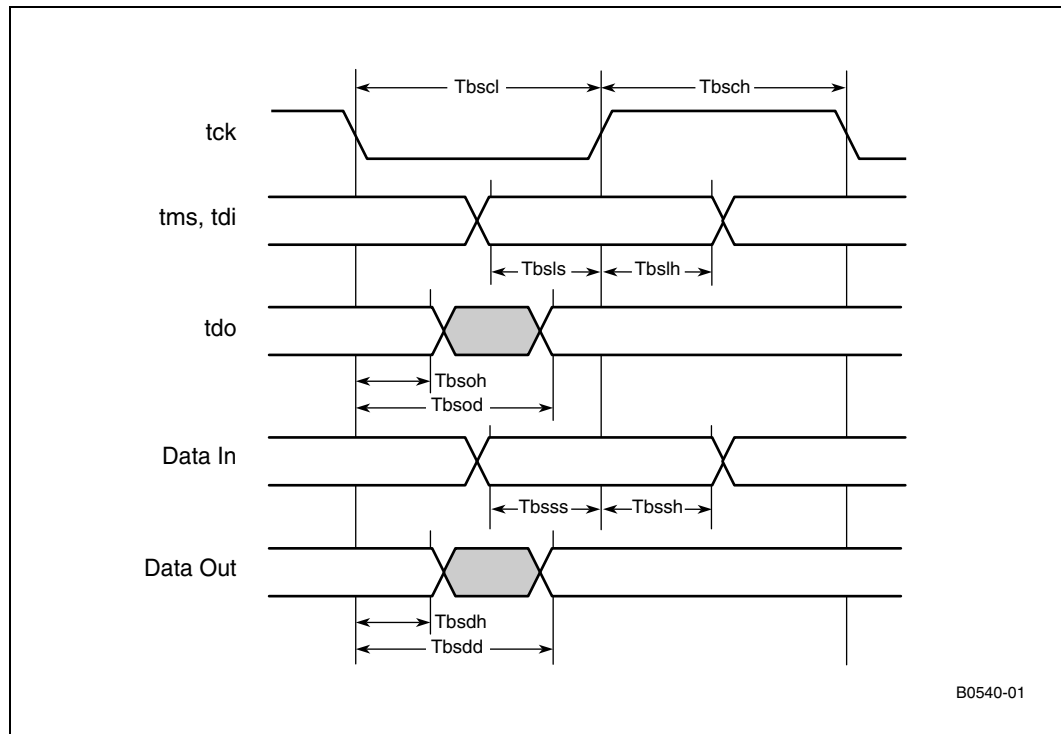 Tbscl
Tbsch
tck
tms, tdi
Tbsls
Tbslh
tdo
Tbsoh
Tbsod
Data In
Tbsss
Tbssh
Data Out
Tbsdh
Tbsdd
B0540-01